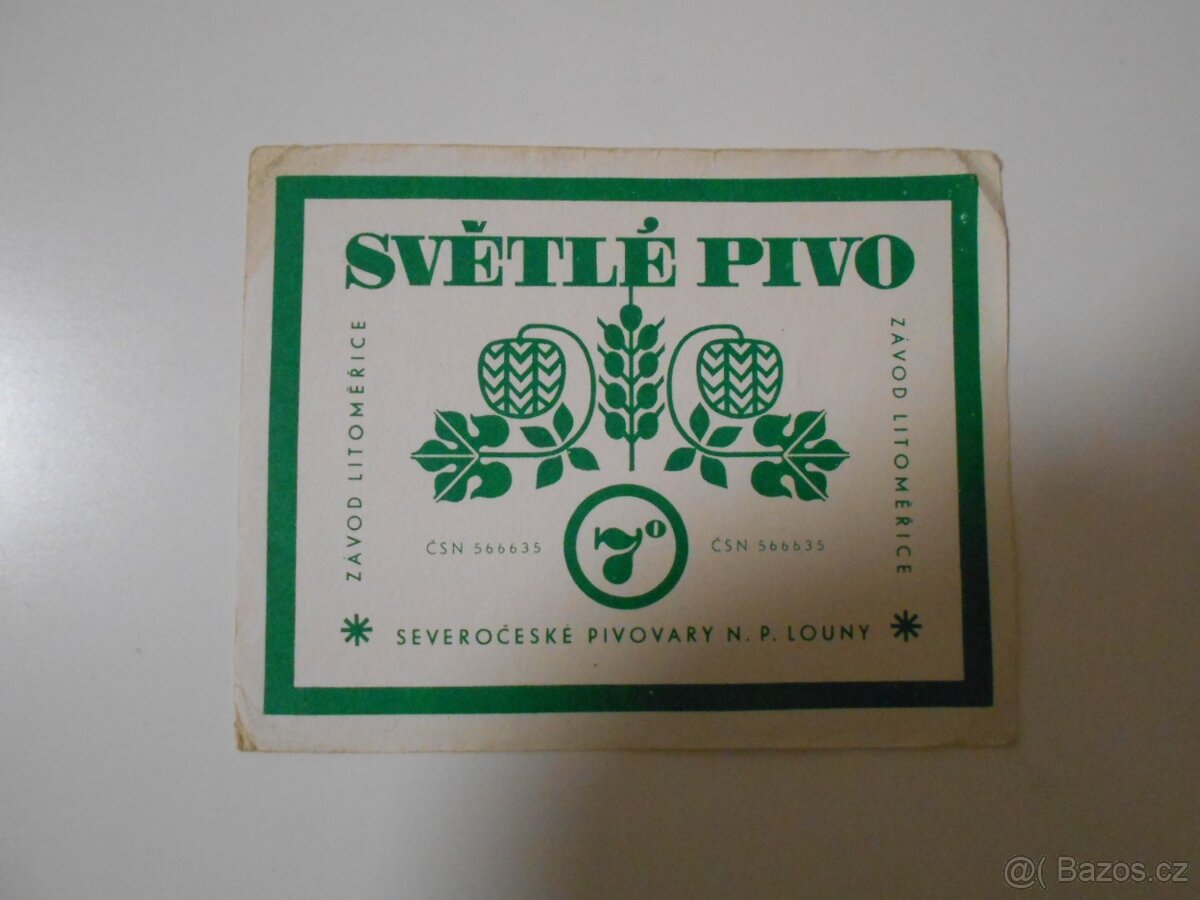 SVĚTLÉ PIVO
ZÁVOD LITOMĚŘICE
ZÁVOD LITOMĚŘICE
ČSN 566635
7°
ČSN 566635
* SEVEROČESKÉ PIVOVARY N. P. LOUNY *
@( Bazos.cz